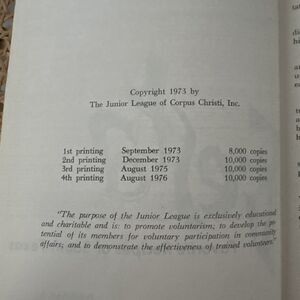 Copyright 1973 by
The Junior League of Corpus Christi, Inc.
1st printing September 1973 8,000 copies
2nd printing December 1973 10,000 copies
3rd printing August 1975 10,000 copies
4th printing August 1976 10,000 copies
"The purpose of the Junior League is exclusively educational
and charitable and is: to promote voluntarism; to develop the po-
tential of its members for voluntary participation in community
affairs; and to demonstrate the effectiveness of trained volunteers."